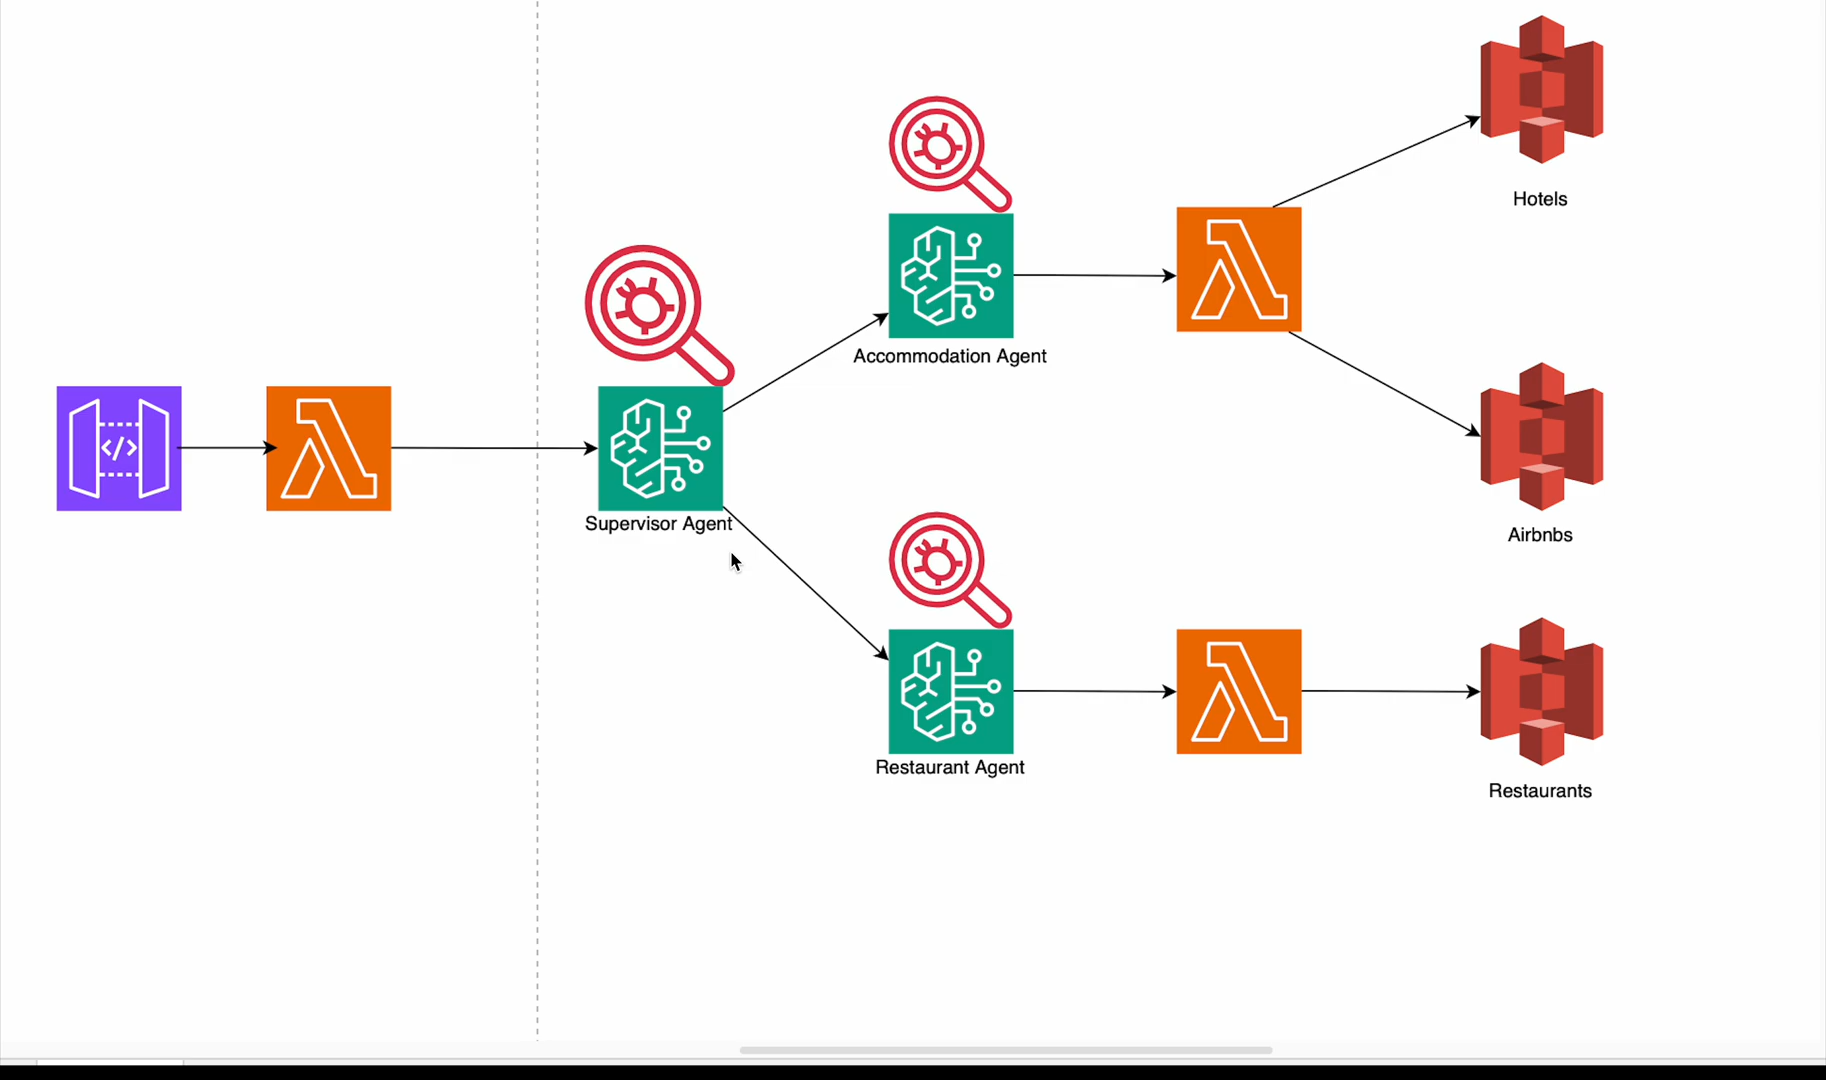 Hotels
Accommodation Agent
Supervisor Agent
Airbnbs
Restaurant Agent
Restaurants